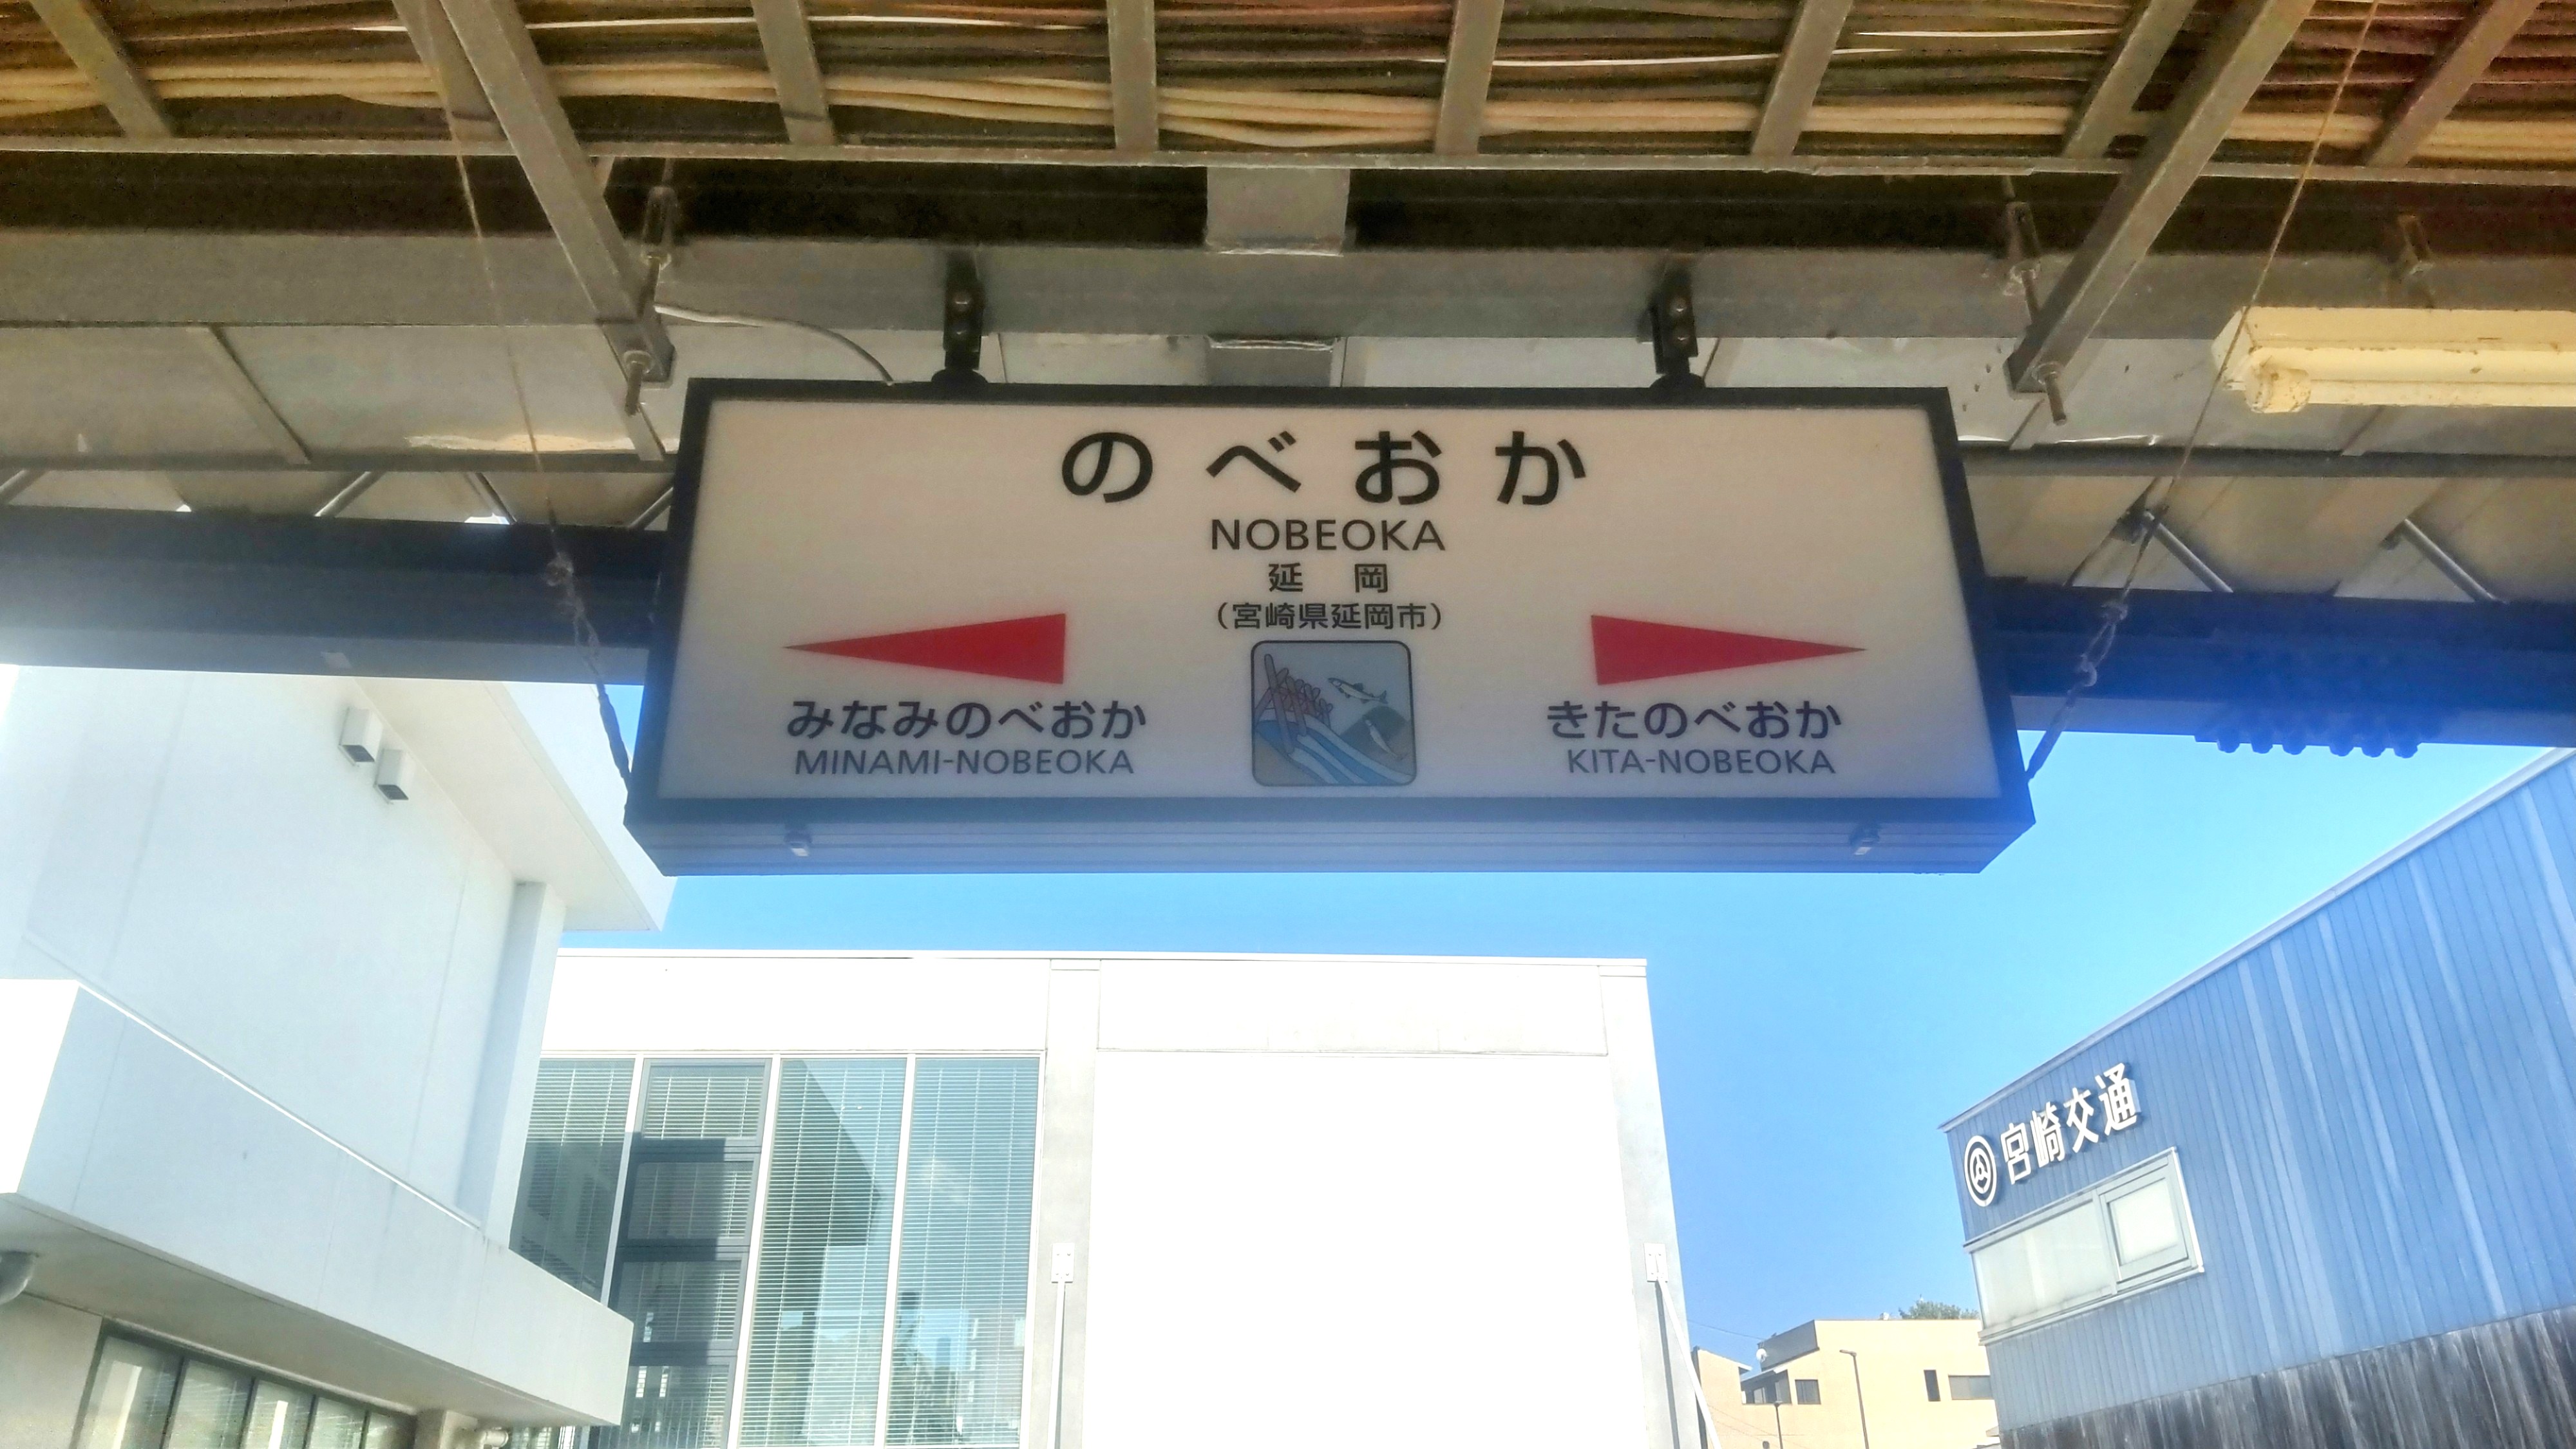 のべおか
NOBEOKA
延岡
(宮崎県延岡市)
みなみのべおか
MINAMI-NOBEOKA
きたのべおか
KITA-NOBEOKA
宮崎交通